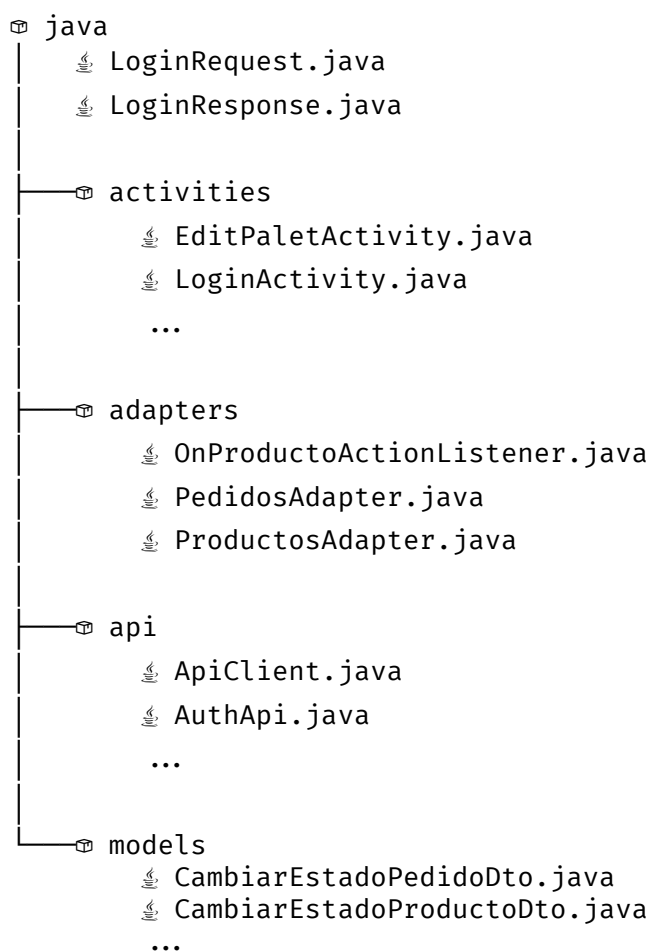 java
LoginRequest.java
LoginResponse.java
activities
EditPaletActivity.java
LoginActivity.java
...
adapters
OnProductoActionListener.java
PedidosAdapter.java
ProductosAdapter.java
api
ApiClient.java
AuthApi.java
...
models
CambiarEstadoPedidoDto.java
CambiarEstadoProductoDto.java
...